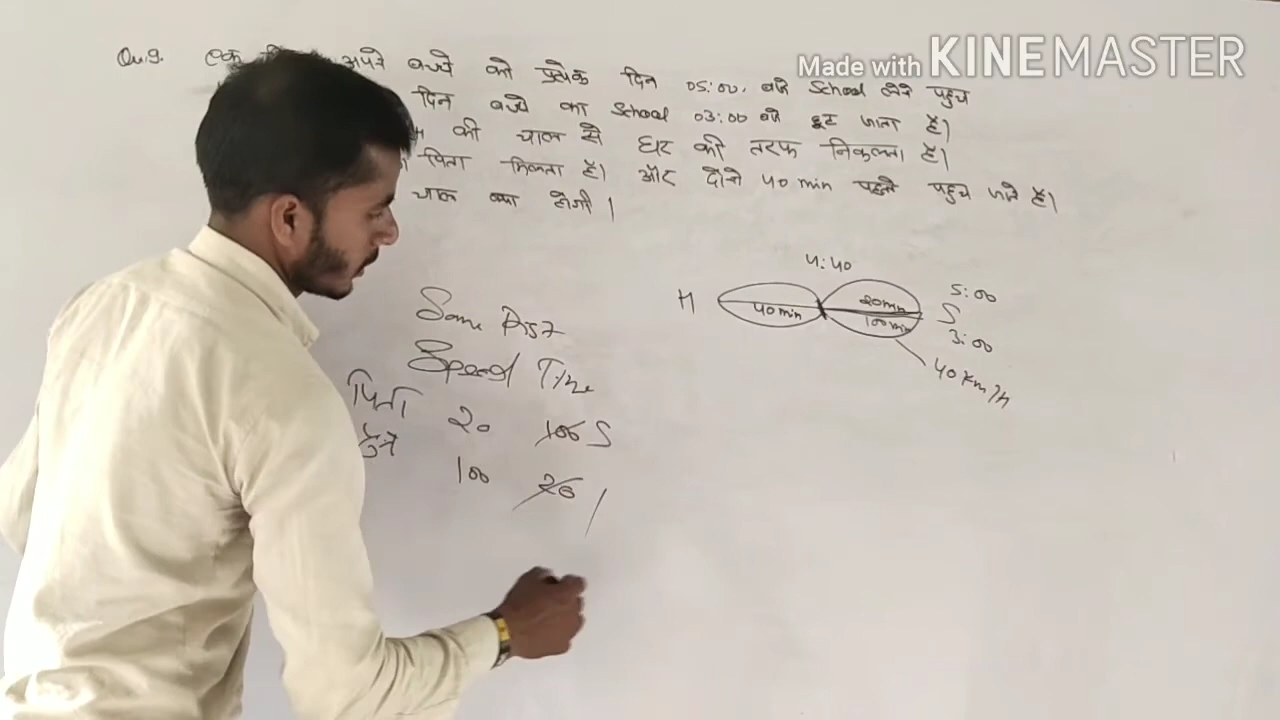 Made with KINEMASTER
Qu.9. एक अपने बच्चे को प्रत्येक दिन 05:00, बजे School लेने पहुच
दिन बच्चे का School 03:00 बजे छूट जाता है।
की चाल से घर की तरफ निकलता है।
पिता मिलता है। और दोनो 40 min पहले पहुच जाते है।
चाल क्या होगी।
4:40
H 40 min 20 min 100 min S
5:00
3:00
40 km/h
Same Dist
Speed Time
पिता 20 100 5
100 20 1